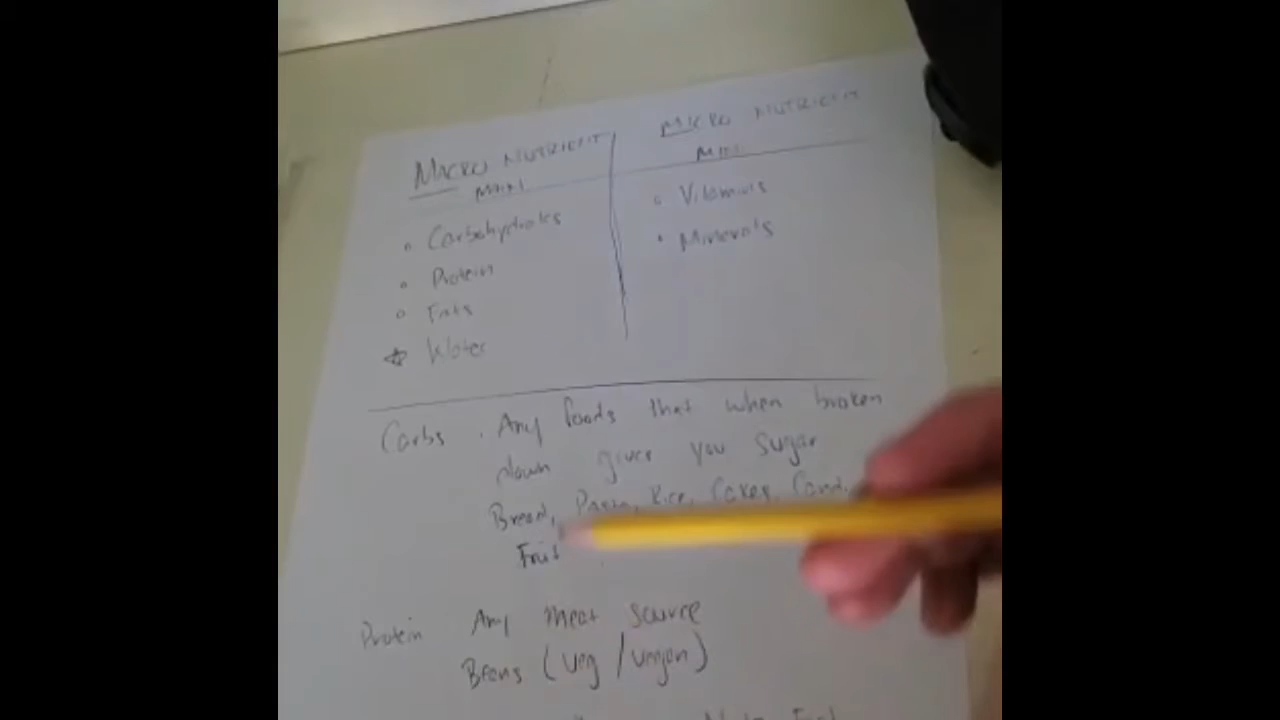 MACRO NUTRIENT
MICRO NUTRIENT
Mini
Carbohydrates
Protein
Fats
Water
Vitamins
Minerals
Carbs . Any foods that when broken
down gives you sugar
Bread, Pasta, Rice, Cakes,
Fruit
Protein Any meat source
Beans (veg / vegan)